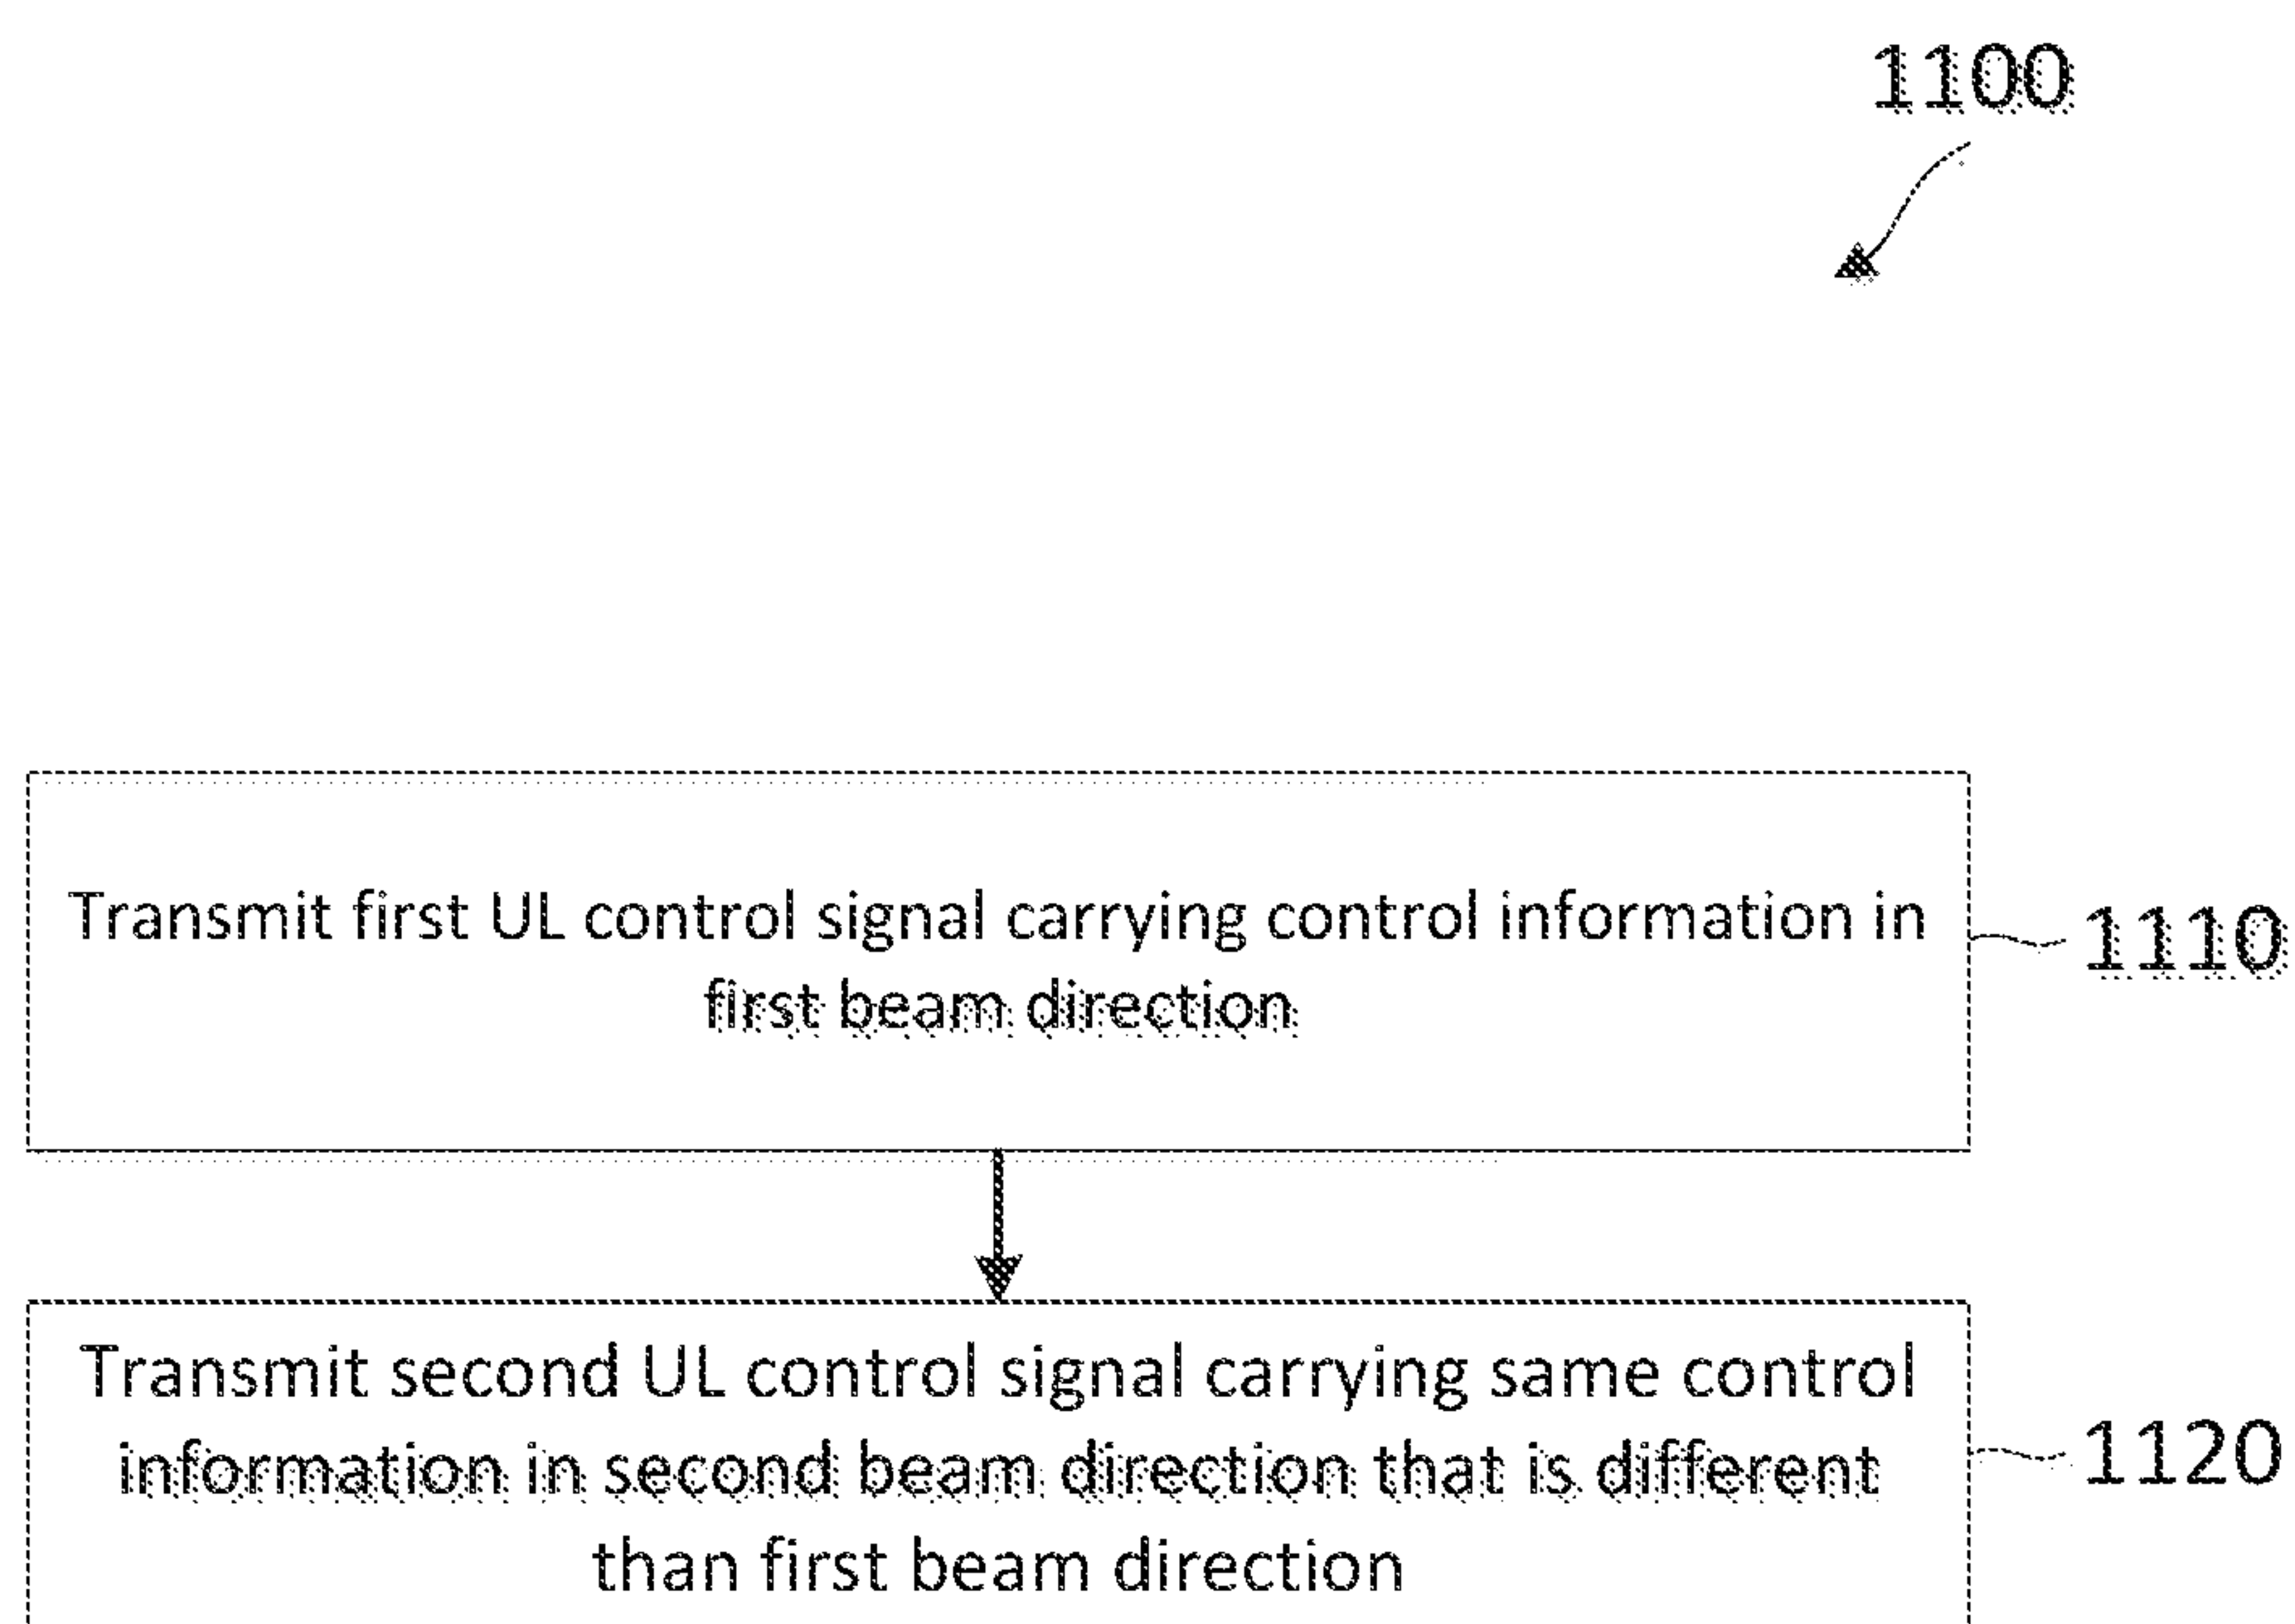 1100
Transmit first UL control signal carrying control information in
first beam direction
1110
Transmit second UL control signal carrying same control
information in second beam direction that is different
than first beam direction
1120